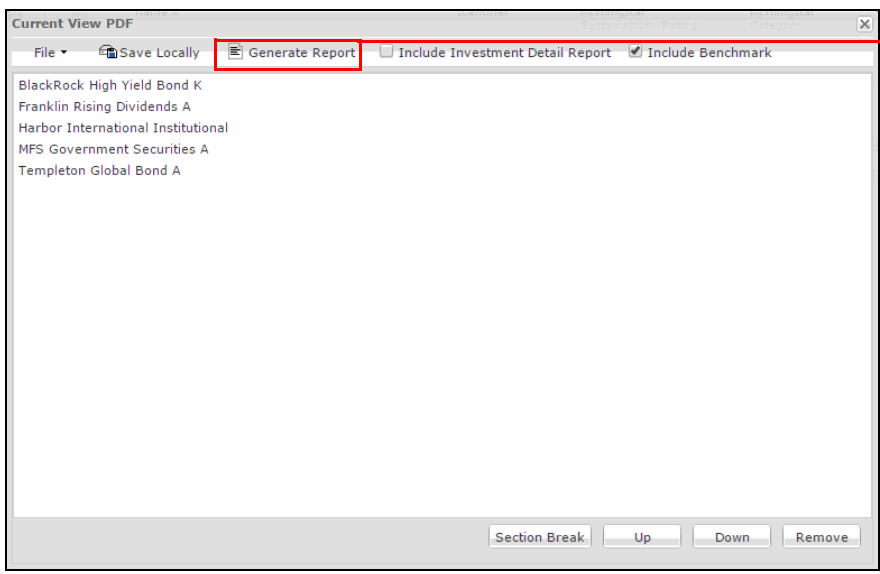 Current View PDF
File Save Locally Generate Report Include Investment Detail Report Include Benchmark
BlackRock High Yield Bond K
Franklin Rising Dividends A
Harbor International Institutional
MFS Government Securities A
Templeton Global Bond A
Section Break Up Down Remove